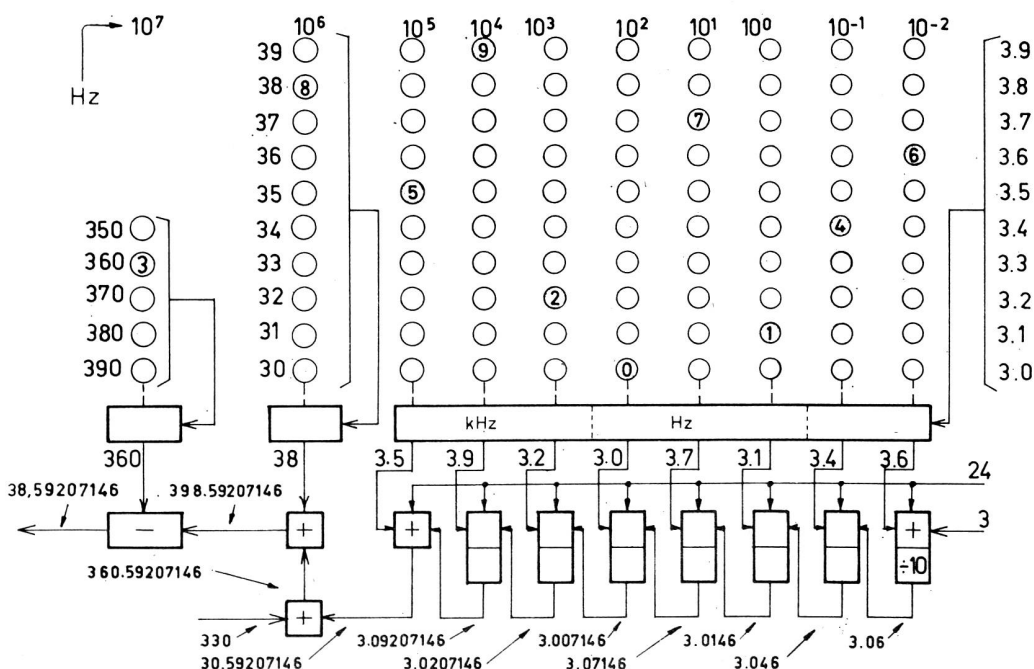 10⁷ 10⁶ 10⁵ 10⁴ 10³ 10² 10¹ 10⁰ 10⁻¹ 10⁻²
39 9 3.9
Hz 38 8 3.8
37 7 3.7
36 6 3.6
35 5 3.5
350 34 4 3.4
360 3 33 3.3
370 32 2 3.2
380 31 1 3.1
390 30 0 3.0
kHz Hz
360 38 3.5 3.9 3.2 3.0 3.7 3.1 3.4 3.6 24
38,59207146 398.59207146
− + + + 3
360.59207146 ÷10
+
330 3.09207146 3.007146 3.0146 3.06
30.59207146 3.0207146 3.07146 3.046